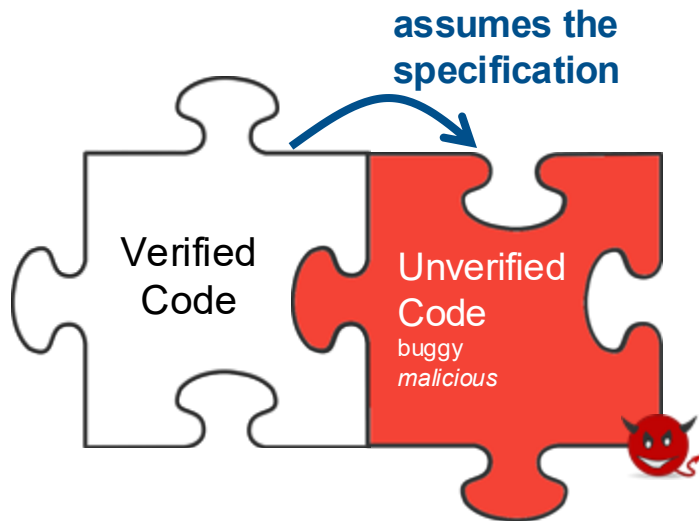 assumes the
specification
Verified
Code
Unverified
Code
buggy
malicious